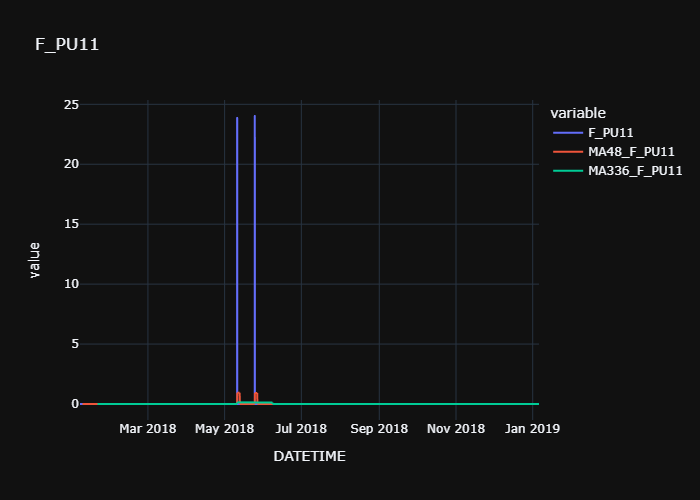 F_PU11
25
20
15
10
5
0
value
Mar 2018 May 2018 Jul 2018 Sep 2018 Nov 2018 Jan 2019
DATETIME
variable
F_PU11
MA48_F_PU11
MA336_F_PU11